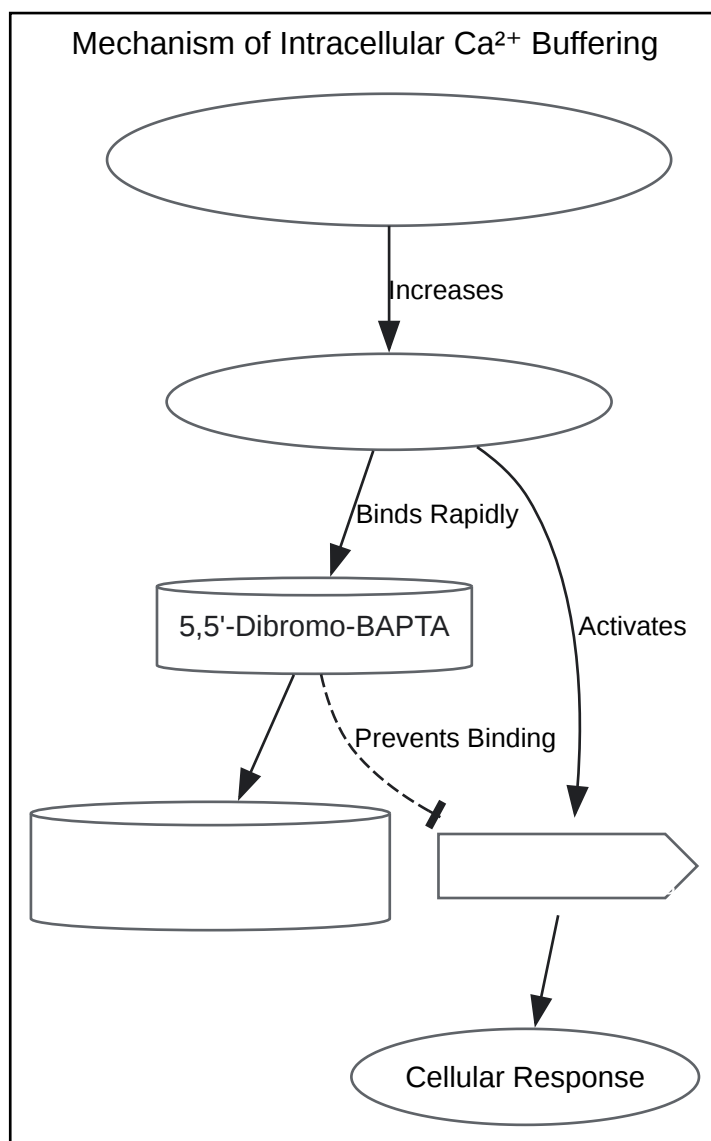 Mechanism of Intracellular Ca²⁺ Buffering
Increases
Binds Rapidly
5,5'-Dibromo-BAPTA
Activates
Prevents Binding
Cellular Response